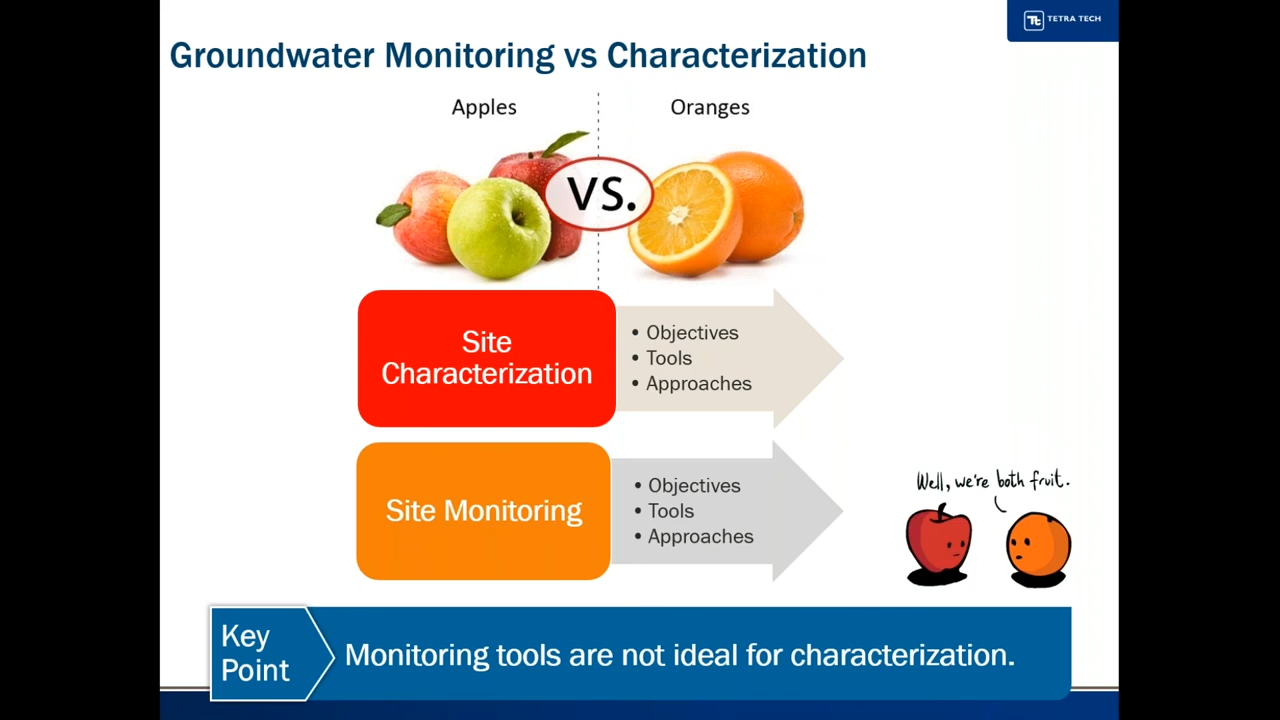 TETRA TECH
Groundwater Monitoring vs Characterization
Apples
Oranges
VS.
Site
Characterization
• Objectives
• Tools
• Approaches
Site Monitoring
• Objectives
• Tools
• Approaches
Well, we're both fruit.
Key
Point
Monitoring tools are not ideal for characterization.